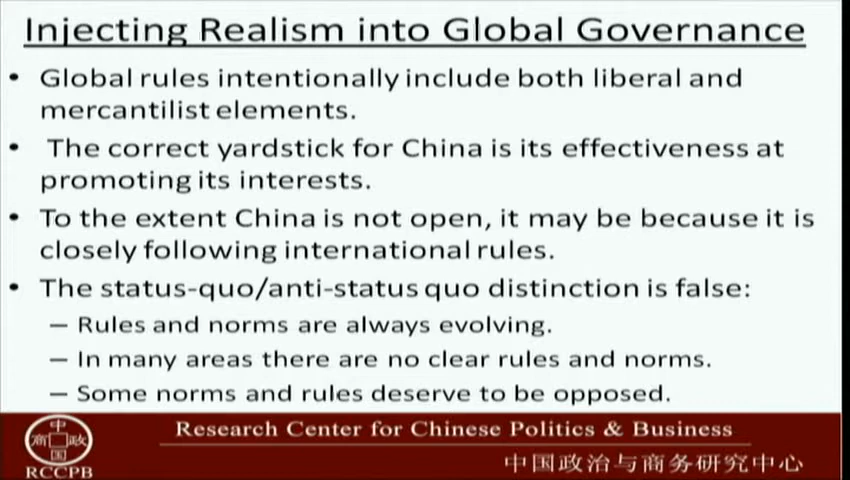 Injecting Realism into Global Governance
• Global rules intentionally include both liberal and
mercantilist elements.
• The correct yardstick for China is its effectiveness at
promoting its interests.
• To the extent China is not open, it may be because it is
closely following international rules.
• The status-quo/anti-status quo distinction is false:
– Rules and norms are always evolving.
– In many areas there are no clear rules and norms.
– Some norms and rules deserve to be opposed.
中
商 政
国
RCCPB
Research Center for Chinese Politics & Business
中国政治与商务研究中心